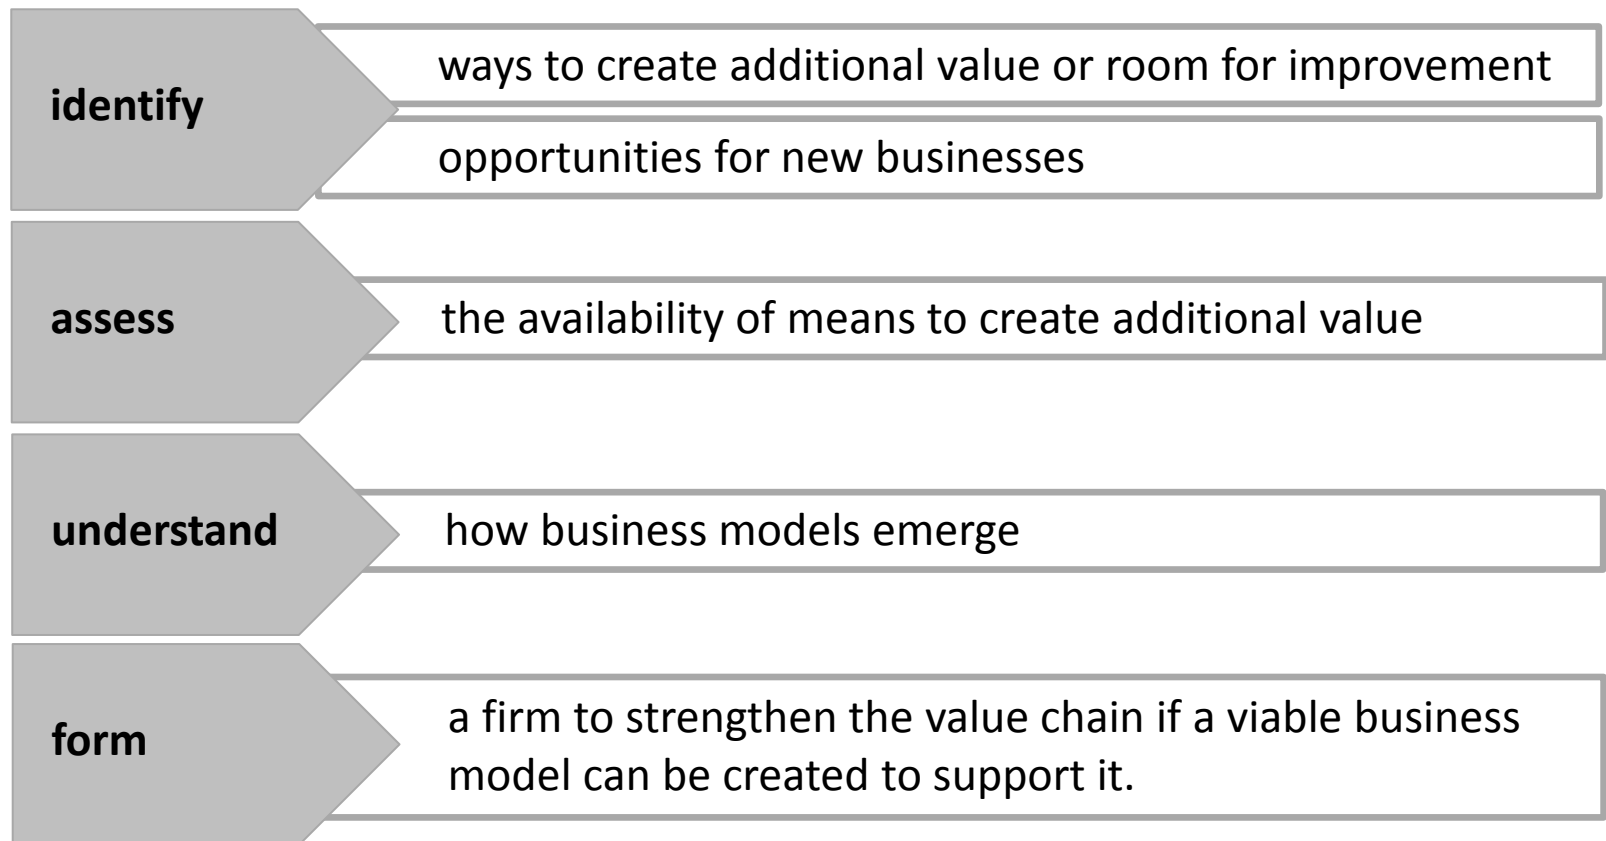 identify
ways to create additional value or room for improvement
opportunities for new businesses
assess
the availability of means to create additional value
understand
how business models emerge
form
a firm to strengthen the value chain if a viable business
model can be created to support it.